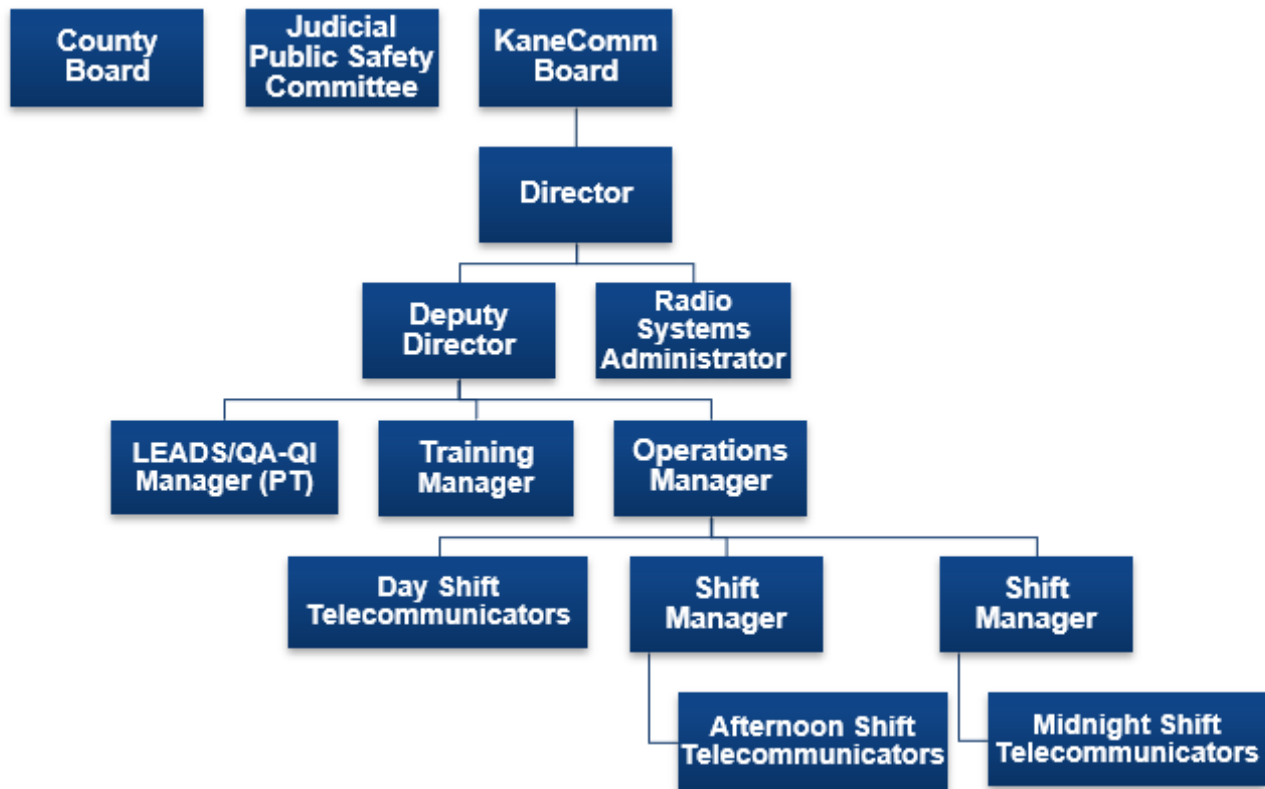 County
Board
Judicial
Public Safety
Committee
KaneComm
Board
Director
Deputy
Director
Radio
Systems
Administrator
LEADS/QA-QI
Manager (PT)
Training
Manager
Operations
Manager
Day Shift
Telecommunicators
Shift
Manager
Shift
Manager
Afternoon Shift
Telecommunicators
Midnight Shift
Telecommunicators